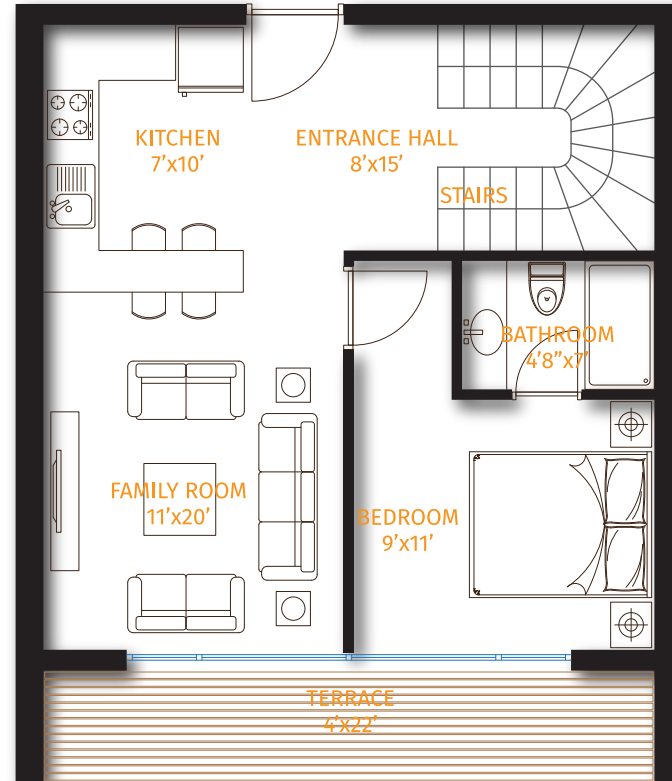 KITCHEN
7’x10’
ENTRANCE HALL
8’x15’
STAIRS
BATHROOM
4’8”x7’
FAMILY ROOM
11’x20’
BEDROOM
9’x11’
TERRACE
4’x22’